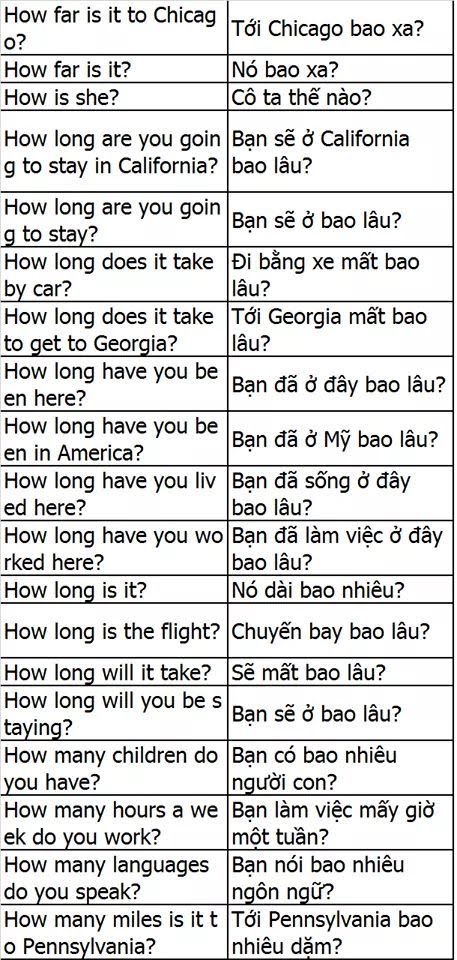 How far is it to Chicag
o?
Tới Chicago bao xa?
How far is it?
Nó bao xa?
How is she?
Cô ta thế nào?
How long are you goin
g to stay in California?
Bạn sẽ ở California
bao lâu?
How long are you goin
g to stay?
Bạn sẽ ở bao lâu?
How long does it take
by car?
Đi bằng xe mất bao
lâu?
How long does it take
to get to Georgia?
Tới Georgia mất bao
lâu?
How long have you be
en here?
Bạn đã ở đây bao lâu?
How long have you be
en in America?
Bạn đã ở Mỹ bao lâu?
How long have you liv
ed here?
Bạn đã sống ở đây
bao lâu?
How long have you wo
rked here?
Bạn đã làm việc ở đây
bao lâu?
How long is it?
Nó dài bao nhiêu?
How long is the flight?
Chuyến bay bao lâu?
How long will it take?
Sẽ mất bao lâu?
How long will you be s
taying?
Bạn sẽ ở bao lâu?
How many children do
you have?
Bạn có bao nhiêu
người con?
How many hours a we
ek do you work?
Bạn làm việc mấy giờ
một tuần?
How many languages
do you speak?
Bạn nói bao nhiêu
ngôn ngữ?
How many miles is it t
o Pennsylvania?
Tới Pennsylvania bao
nhiêu dặm?